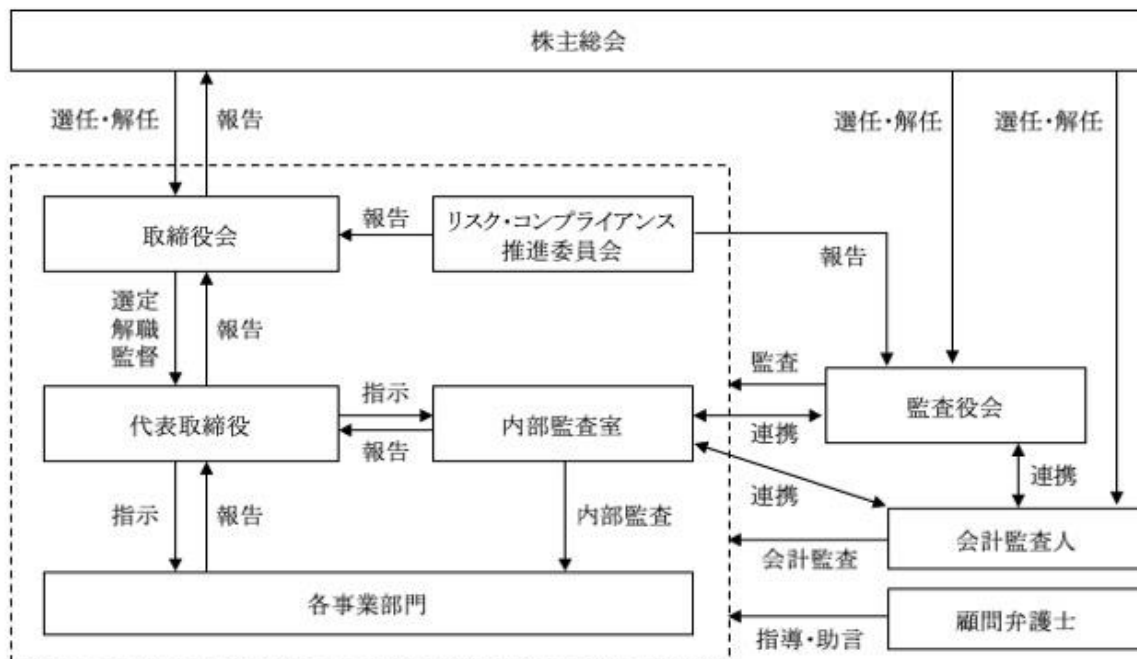 株主総会
選任・解任
報告
選任・解任
選任・解任
取締役会
報告
リスク・コンプライアンス
推進委員会
報告
選定
解職
監督
報告
監査
監査役会
代表取締役
指示
報告
内部監査室
連携
連携
連携
指示
報告
内部監査
会計監査
会計監査人
各事業部門
指導・助言
顧問弁護士